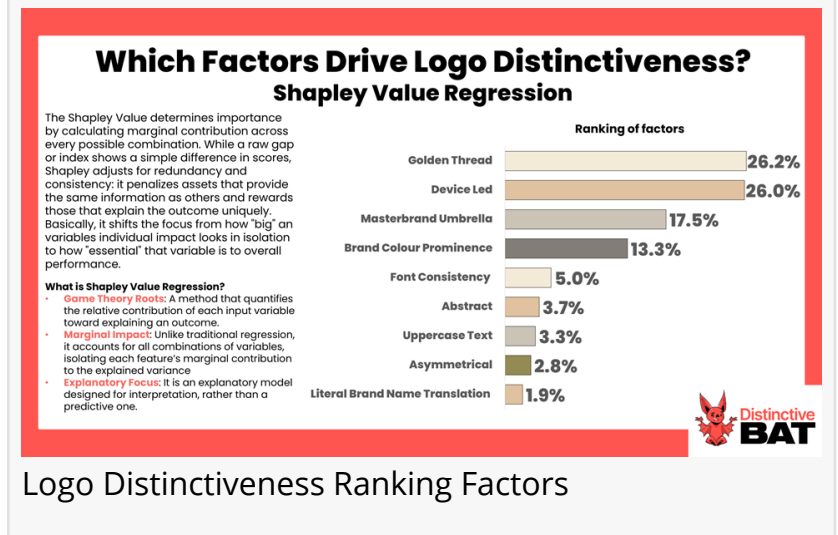 Which Factors Drive Logo Distinctiveness?
Shapley Value Regression
The Shapley Value determines importance
by calculating marginal contribution across
every possible combination. While a raw gap
or index shows a simple difference in scores,
Shapley adjusts for redundancy and
consistency: it penalizes assets that provide
the same information as others and rewards
those that explain the outcome uniquely.
Basically, it shifts the focus from how "big" an
variables individual impact looks in isolation
to how "essential" that variable is to overall
performance.
What is Shapley Value Regression?
• Game Theory Roots: A method that quantifies
the relative contribution of each input variable
toward explaining an outcome.
• Marginal Impact: Unlike traditional regression,
it accounts for all combinations of variables,
isolating each feature's marginal contribution
to the explained variance
• Explanatory Focus: It is an explanatory model
designed for interpretation, rather than a
predictive one.
Ranking of factors
Golden Thread 26.2%
Device Led 26.0%
Masterbrand Umbrella 17.5%
Brand Colour Prominence 13.3%
Font Consistency 5.0%
Abstract 3.7%
Uppercase Text 3.3%
Asymmetrical 2.8%
Literal Brand Name Translation 1.9%
Distinctive
BAT
Logo Distinctiveness Ranking Factors